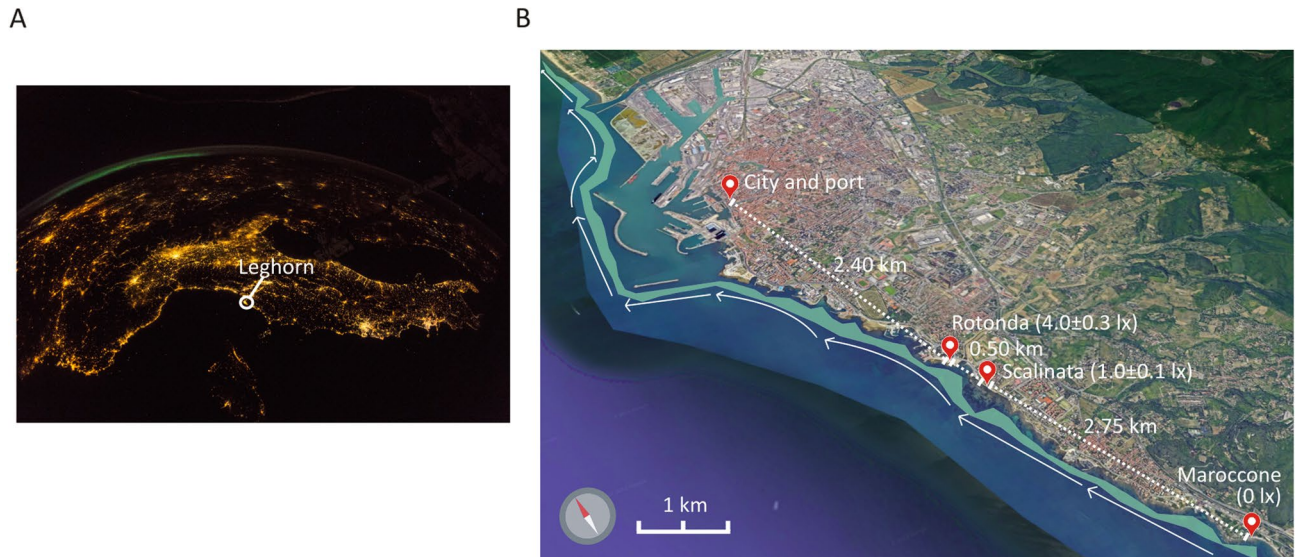 A
B
Leghorn
City and port
2.40 km
Rotonda (4.0±0.3 lx)
0.50 km
Scalinata (1.0±0.1 lx)
2.75 km
Maroccone
(0 lx)
1 km